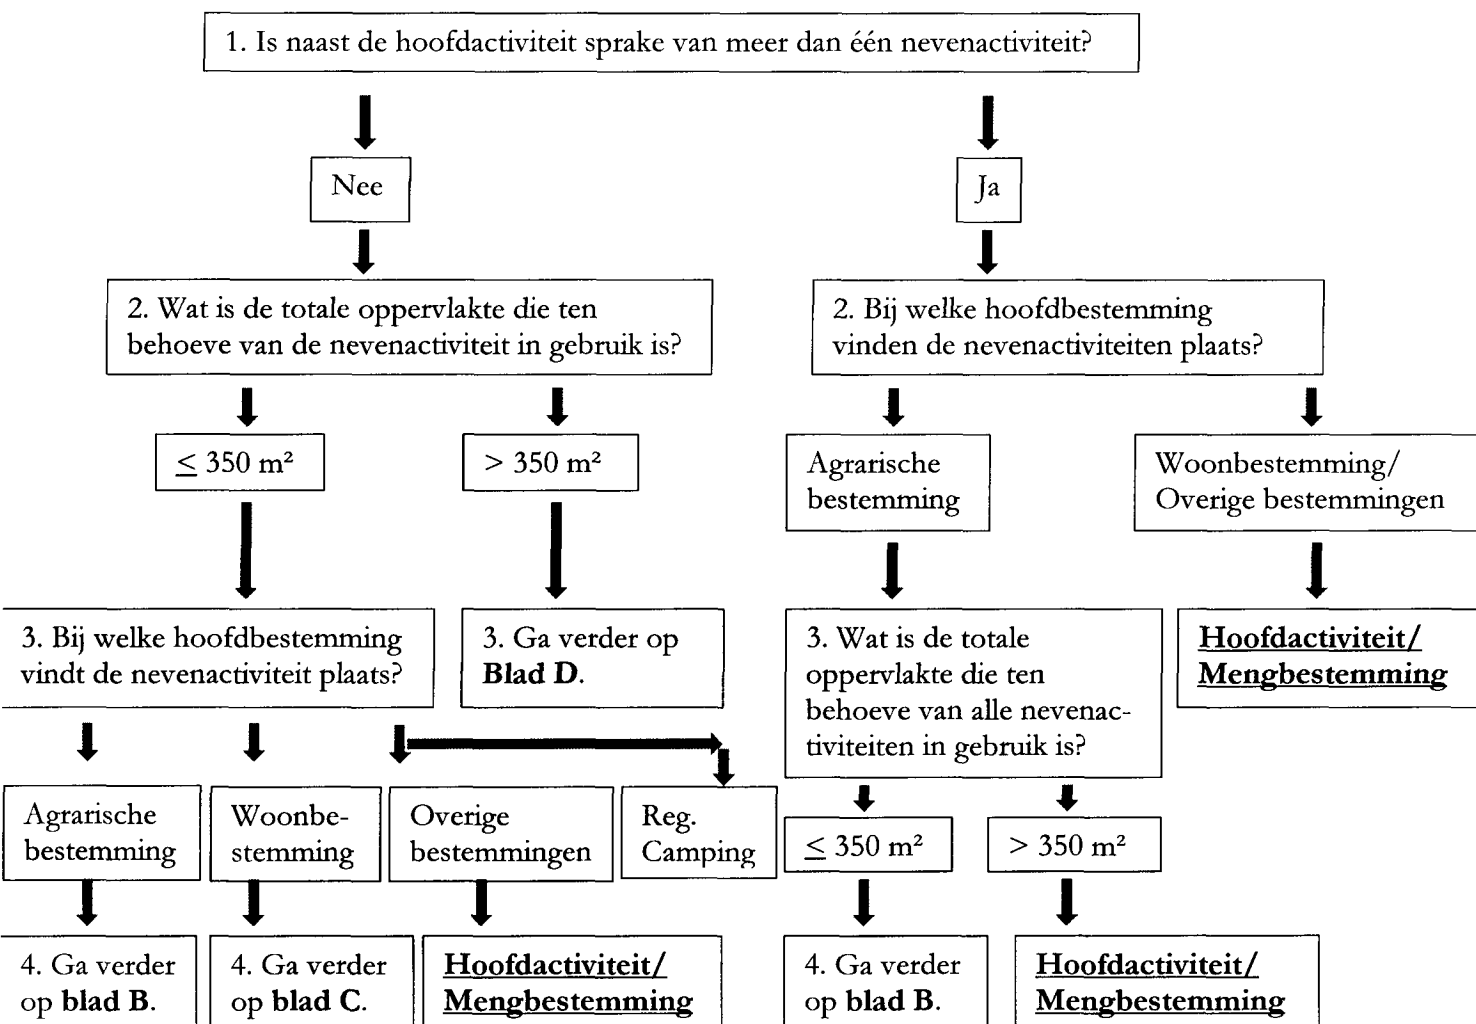 1. Is naast de hoofdactiviteit sprake van meer dan één nevenactiviteit?
Nee
Ja
2. Wat is de totale oppervlakte die ten
behoeve van de nevenactiviteit in gebruik is?
2. Bij welke hoofdbestemming
vinden de nevenactiviteiten plaats?
≤ 350 m²
> 350 m²
Agrarische
bestemming
Woonbestemming/
Overige bestemmingen
3. Bij welke hoofdbestemming
vindt de nevenactiviteit plaats?
3. Ga verder op
Blad D.
3. Wat is de totale
oppervlakte die ten
behoeve van alle nevenac-
tiviteiten in gebruik is?
Hoofdactiviteit/
Mengbestemming
Agrarische
bestemming
Woonbe-
stemming
Overige
bestemmingen
Reg.
Camping
≤ 350 m²
> 350 m²
4. Ga verder
op blad B.
4. Ga verder
op blad C.
Hoofdactiviteit/
Mengbestemming
4. Ga verder
op blad B.
Hoofdactiviteit/
Mengbestemming